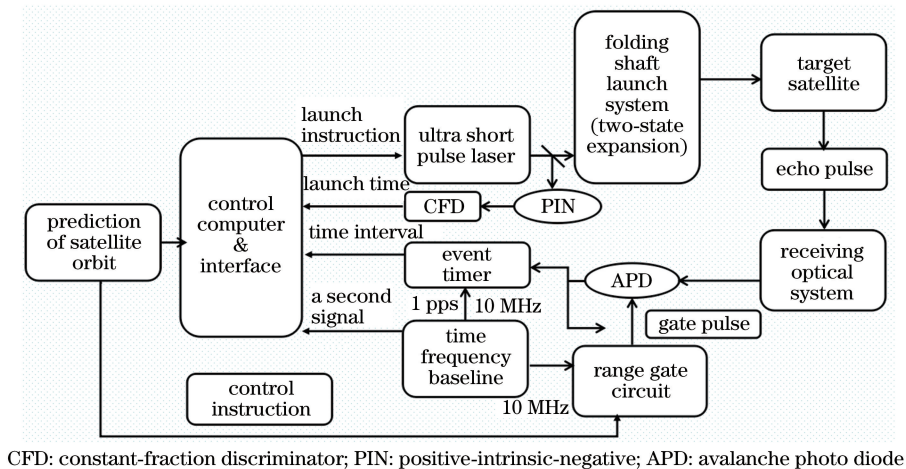 folding
shaft
launch
system
(two-state
expansion)
target
satellite
launch
instruction
ultra short
pulse laser
echo pulse
launch time
CFD
PIN
control
computer
&
interface
prediction
of satellite
orbit
time interval
event
timer
APD
receiving
optical
system
a second
signal
1 pps
10 MHz
gate pulse
time
frequency
baseline
range gate
circuit
control
instruction
10 MHz
CFD: constant-fraction discriminator; PIN: positive-intrinsic-negative; APD: avalanche photo diode